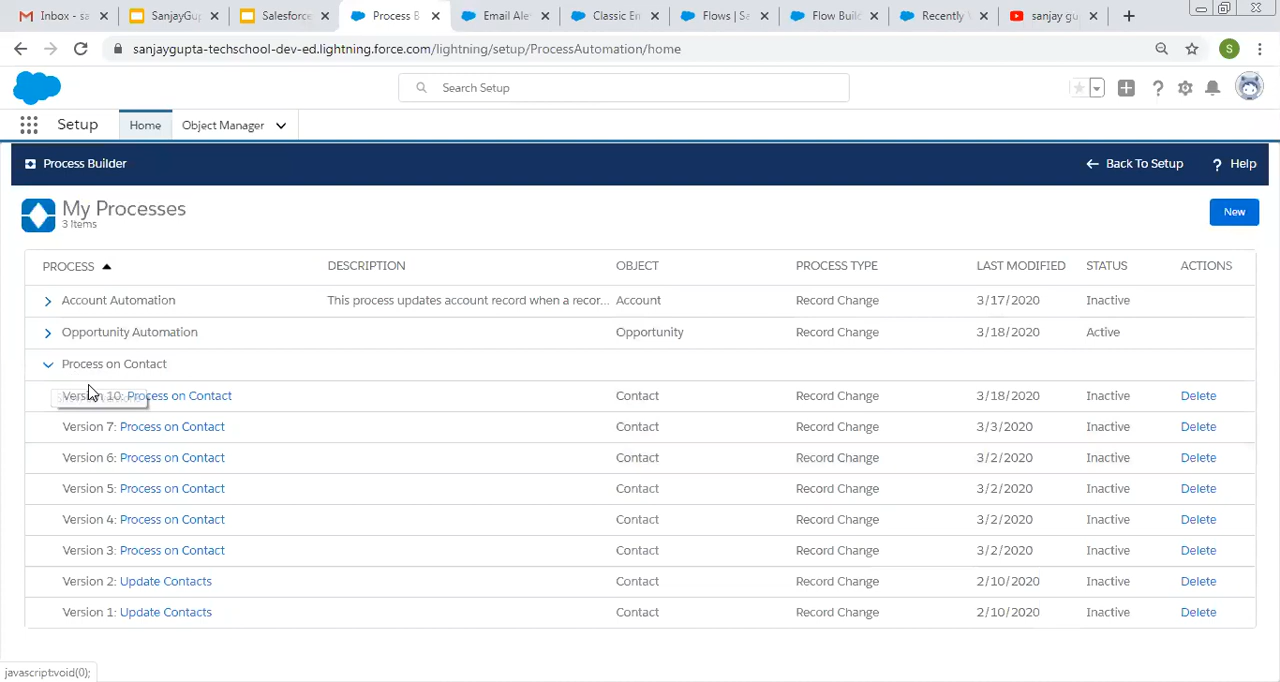 Inbox - sa
SanjayGup
Salesforce
Process B
Email Ale
Classic En
Flows | Sa
Flow Buil
Recently
sanjay gu
sanjaygupta-techschool-dev-ed.lightning.force.com/lightning/setup/ProcessAutomation/home
S
Search Setup
Setup
Home
Object Manager
Process Builder
Back To Setup
? Help
My Processes
3 Items
New
PROCESS
DESCRIPTION
OBJECT
PROCESS TYPE
LAST MODIFIED
STATUS
ACTIONS
Account Automation
This process updates account record when a recor...
Account
Record Change
3/17/2020
Inactive
Opportunity Automation
Opportunity
Record Change
3/18/2020
Active
Process on Contact
Version 10: Process on Contact
Contact
Record Change
3/18/2020
Inactive
Delete
Version 7: Process on Contact
Contact
Record Change
3/3/2020
Inactive
Delete
Version 6: Process on Contact
Contact
Record Change
3/2/2020
Inactive
Delete
Version 5: Process on Contact
Contact
Record Change
3/2/2020
Inactive
Delete
Version 4: Process on Contact
Contact
Record Change
3/2/2020
Inactive
Delete
Version 3: Process on Contact
Contact
Record Change
3/2/2020
Inactive
Delete
Version 2: Update Contacts
Contact
Record Change
2/10/2020
Inactive
Delete
Version 1: Update Contacts
Contact
Record Change
2/10/2020
Inactive
Delete
javascript:void(0);